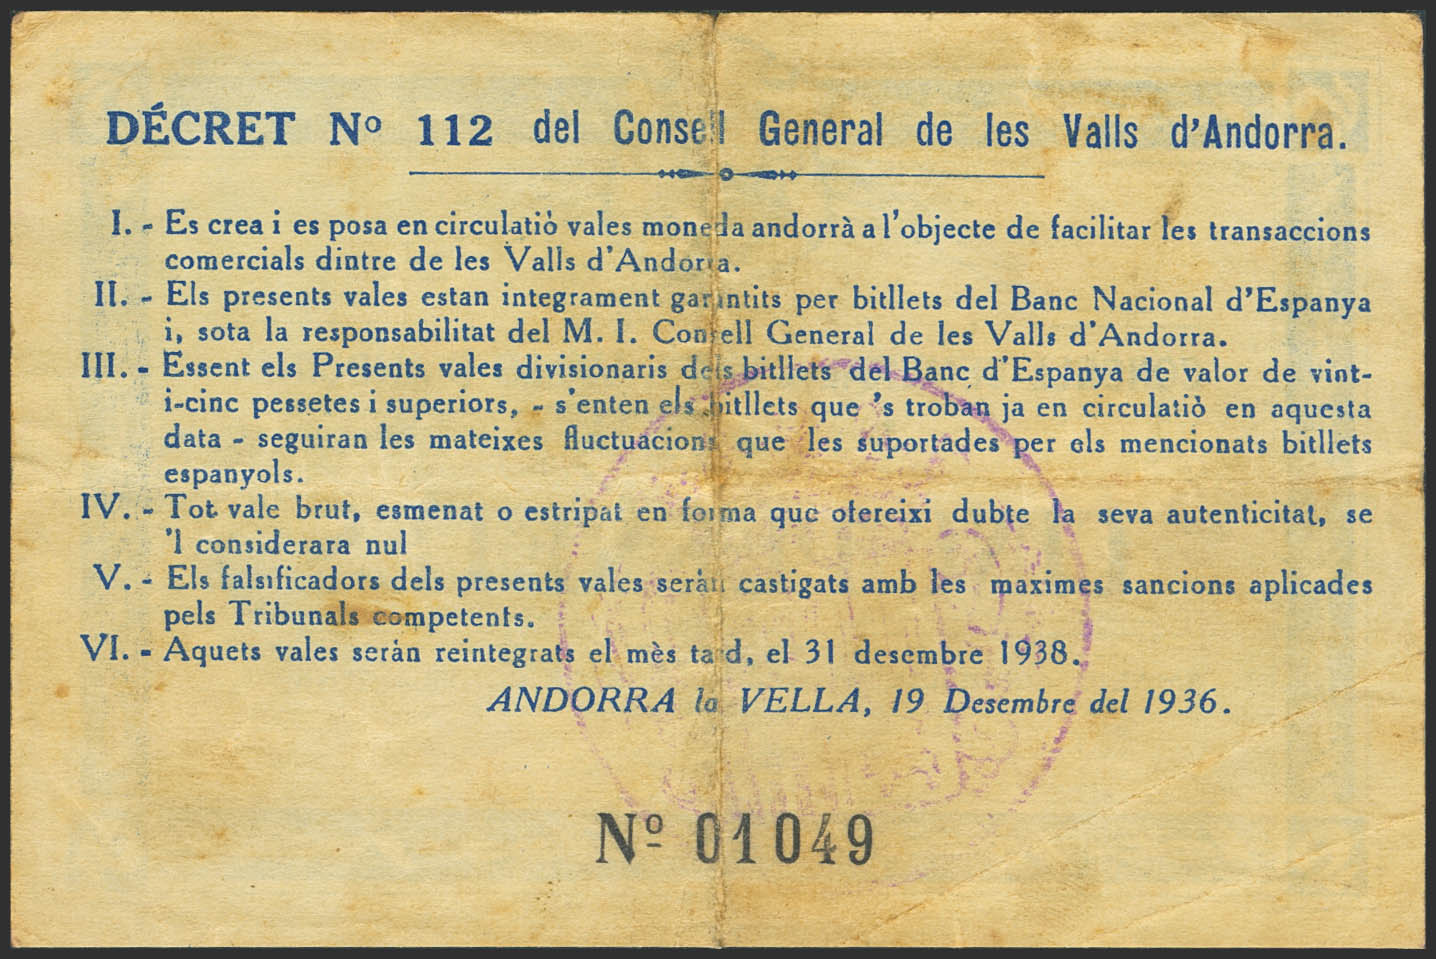 DÉCRET Nº 112 del Consell General de les Valls d'Andorra.
I. - Es crea i es posa en circulatiò vales moneda andorrà a l'objecte de facilitar les transaccions
comercials dintre de les Valls d'Andorra.
II. - Els presents vales estan integrament garantits per bitllets del Banc Nacional d'Espanya
i, sota la responsabilitat del M. I. Consell General de les Valls d'Andorra.
III. - Essent els Presents vales divisionaris dels bitllets del Banc d'Espanya de valor de vint-
i-cinc pessetes i superiors, - s'enten els bitllets que 's troban ja en circulatiò en aquesta
data - seguiran les mateixes fluctuacions que les suportades per els mencionats bitllets
espanyols.
IV. - Tot vale brut, esmenat o estripat en forma que ofereixi dubte la seva autenticitat, se
'l considerara nul
V. - Els falsificadors dels presents vales seràn castigats amb les maximes sancions aplicades
pels Tribunals competents.
VI. - Aquets vales seràn reintegrats el mès tard, el 31 desembre 1938.
ANDORRA la VELLA, 19 Desembre del 1936.
Nº 01049